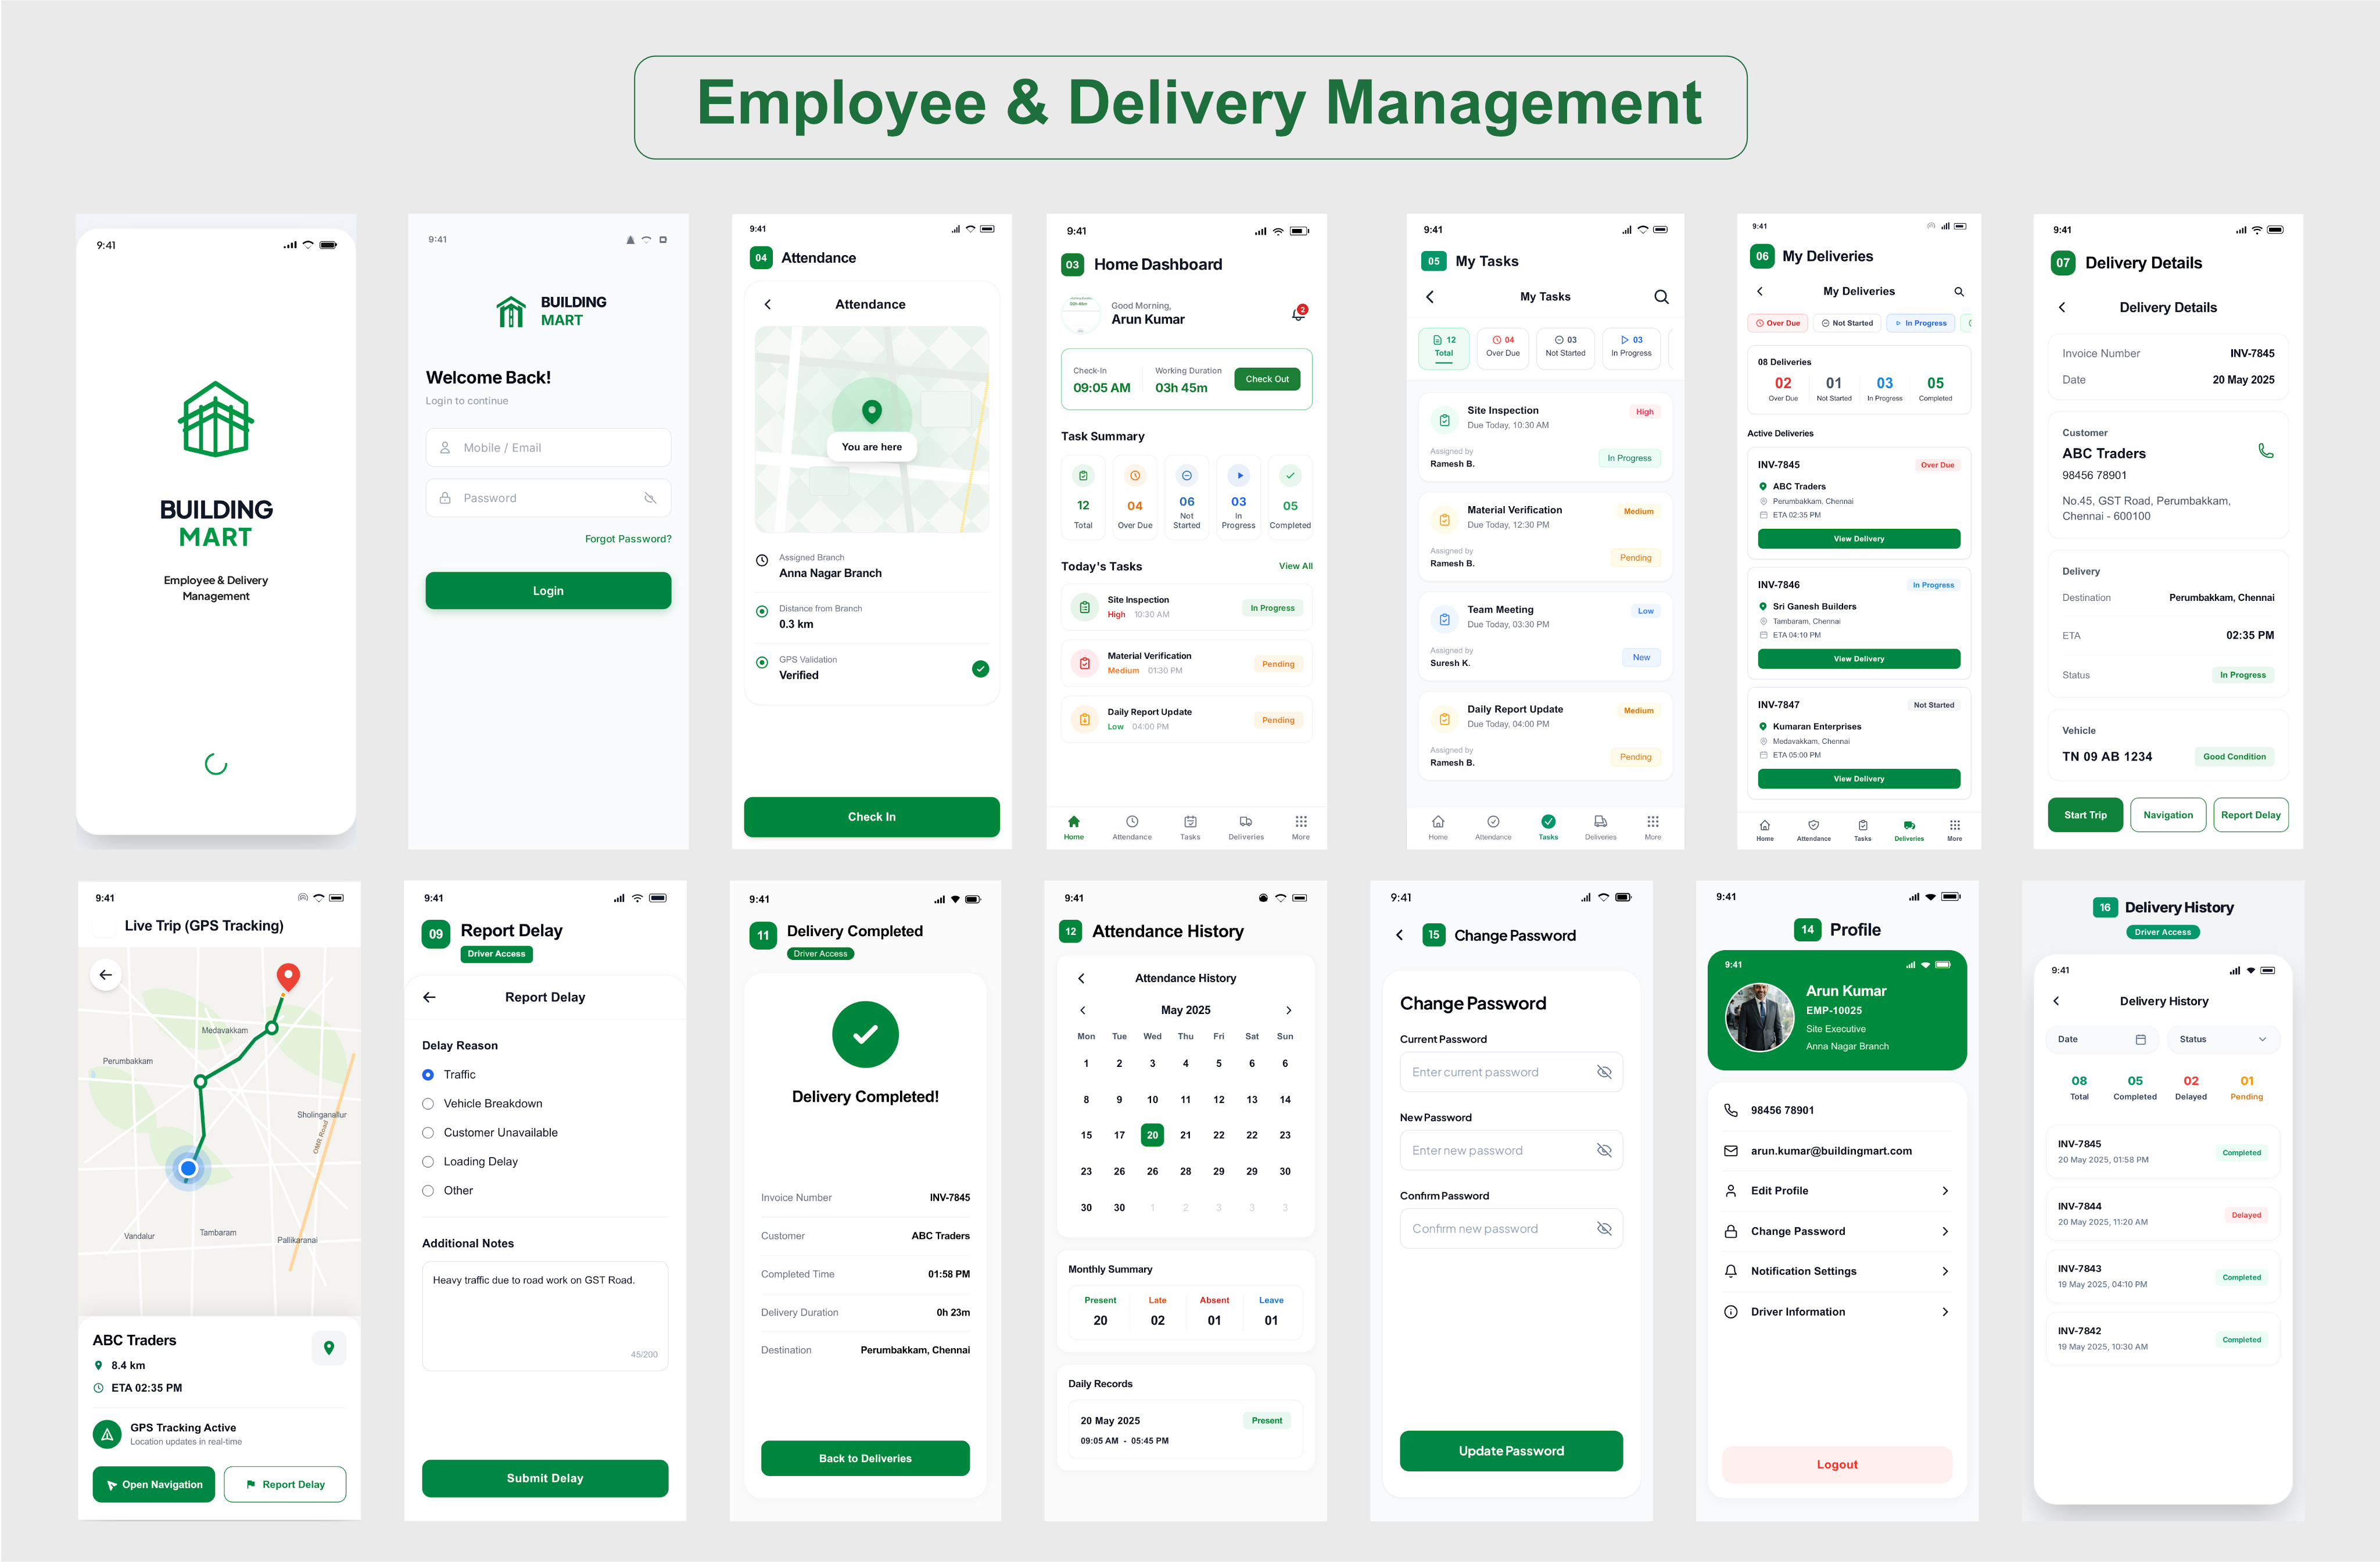 Employee & Delivery Management
9:41
BUILDING
MART
Employee & Delivery
Management
9:41
BUILDING
MART
Welcome Back!
Login to continue
Mobile / Email
Password
Forgot Password?
Login
9:41
04 Attendance
Attendance
You are here
Assigned Branch
Anna Nagar Branch
Distance from Branch
0.3 km
GPS Validation
Verified
Check In
9:41
03 Home Dashboard
Good Morning,
Arun Kumar
2
Check-In Working Duration
09:05 AM 03h 45m Check Out
Task Summary
12 04 06 03 05
Total Over Due Not Started In Progress Completed
Today's Tasks View All
Site Inspection
High 10:30 AM In Progress
Material Verification
Medium 01:30 PM Pending
Daily Report Update
Low 04:00 PM Pending
Home Attendance Tasks Deliveries More
9:41
05 My Tasks
My Tasks
12 04 03 03
Total Over Due Not Started In Progress
Site Inspection High
Due Today, 10:30 AM
Assigned by
Ramesh B. In Progress
Material Verification Medium
Due Today, 12:30 PM
Assigned by
Ramesh B. Pending
Team Meeting Low
Due Today, 03:30 PM
Assigned by
Suresh K. New
Daily Report Update Medium
Due Today, 04:00 PM
Assigned by
Ramesh B. Pending
Home Attendance Tasks Deliveries More
9:41
06 My Deliveries
My Deliveries
Over Due Not Started In Progress
08 Deliveries
02 01 03 05
Over Due Not Started In Progress Completed
Active Deliveries
INV-7845 Over Due
ABC Traders
Perumbakkam, Chennai
ETA 02:35 PM
View Delivery
INV-7846 In Progress
Sri Ganesh Builders
Tambaram, Chennai
ETA 04:10 PM
View Delivery
INV-7847 Not Started
Kumaran Enterprises
Medavakkam, Chennai
ETA 05:00 PM
View Delivery
Home Attendance Tasks Deliveries More
9:41
07 Delivery Details
Delivery Details
Invoice Number INV-7845
Date 20 May 2025
Customer
ABC Traders
98456 78901
No.45, GST Road, Perumbakkam,
Chennai - 600100
Delivery
Destination Perumbakkam, Chennai
ETA 02:35 PM
Status In Progress
Vehicle
TN 09 AB 1234 Good Condition
Start Trip Navigation Report Delay
9:41
Live Trip (GPS Tracking)
Medavakkam
Perumbakkam
Sholinganallur
OMR Road
Vandalur
Tambaram
Pallikaranai
ABC Traders
8.4 km
ETA 02:35 PM
GPS Tracking Active
Location updates in real-time
Open Navigation Report Delay
9:41
09 Report Delay
Driver Access
Report Delay
Delay Reason
Traffic
Vehicle Breakdown
Customer Unavailable
Loading Delay
Other
Additional Notes
Heavy traffic due to road work on GST Road.
45/200
Submit Delay
9:41
11 Delivery Completed
Driver Access
Delivery Completed!
Invoice Number INV-7845
Customer ABC Traders
Completed Time 01:58 PM
Delivery Duration 0h 23m
Destination Perumbakkam, Chennai
Back to Deliveries
9:41
12 Attendance History
Attendance History
May 2025
Mon Tue Wed Thu Fri Sat Sun
1 2 3 4 5 6 6
8 9 10 11 12 13 14
15 17 20 21 22 22 23
23 26 26 28 29 29 30
30 30 1 2 3 3 3
Monthly Summary
Present Late Absent Leave
20 02 01 01
Daily Records
20 May 2025 Present
09:05 AM - 05:45 PM
9:41
15 Change Password
Change Password
Current Password
Enter current password
New Password
Enter new password
Confirm Password
Confirm new password
Update Password
9:41
14 Profile
9:41
Arun Kumar
EMP-10025
Site Executive
Anna Nagar Branch
98456 78901
arun.kumar@buildingmart.com
Edit Profile
Change Password
Notification Settings
Driver Information
Logout
16 Delivery History
Driver Access
9:41
Delivery History
Date Status
08 05 02 01
Total Completed Delayed Pending
INV-7845
20 May 2025, 01:58 PM Completed
INV-7844
20 May 2025, 11:20 AM Delayed
INV-7843
19 May 2025, 04:10 PM Completed
INV-7842
19 May 2025, 10:30 AM Completed